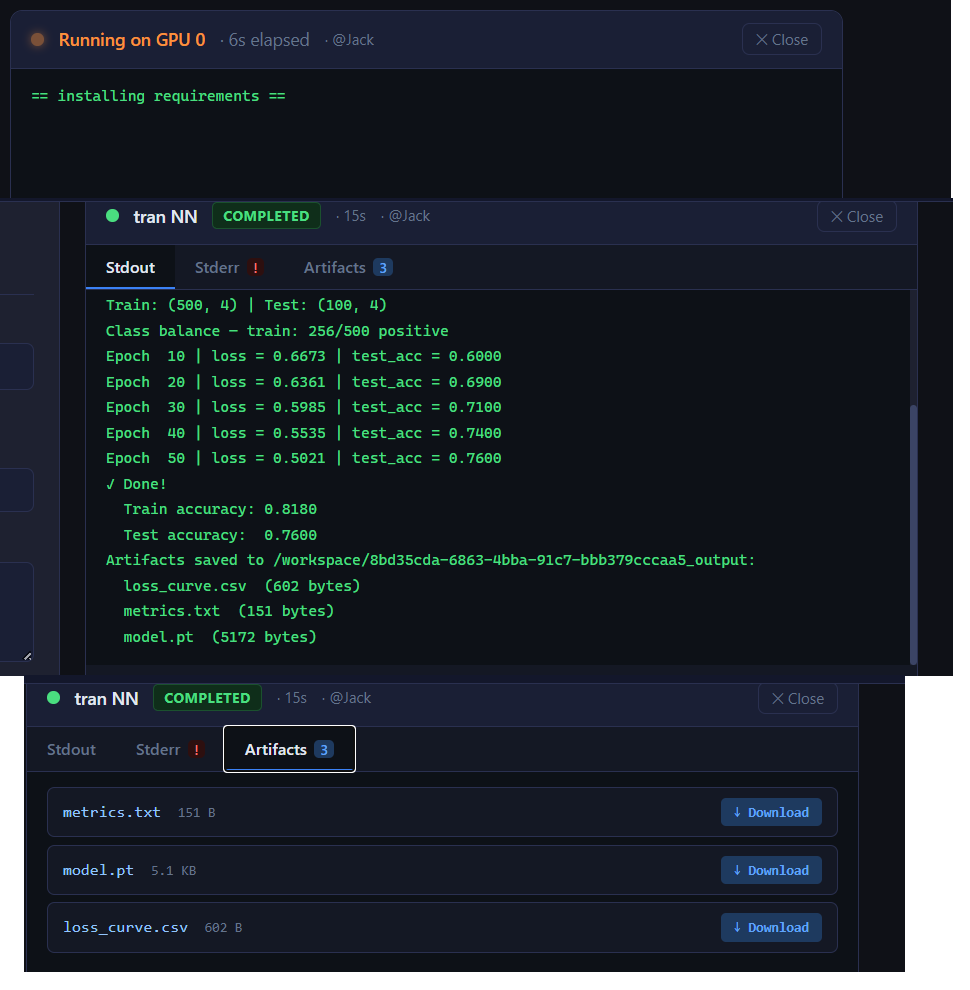 Running on GPU 0 · 6s elapsed · @Jack × Close
== installing requirements ==
tran NN COMPLETED · 15s · @Jack × Close
Stdout Stderr ! Artifacts 3
Train: (500, 4) | Test: (100, 4)
Class balance — train: 256/500 positive
Epoch  10 | loss = 0.6673 | test_acc = 0.6000
Epoch  20 | loss = 0.6361 | test_acc = 0.6900
Epoch  30 | loss = 0.5985 | test_acc = 0.7100
Epoch  40 | loss = 0.5535 | test_acc = 0.7400
Epoch  50 | loss = 0.5021 | test_acc = 0.7600
✓ Done!
Train accuracy: 0.8180
Test accuracy:  0.7600
Artifacts saved to /workspace/8bd35cda-6863-4bba-91c7-bbb379cccaa5_output:
loss_curve.csv  (602 bytes)
metrics.txt  (151 bytes)
model.pt  (5172 bytes)
tran NN COMPLETED · 15s · @Jack × Close
Stdout Stderr ! Artifacts 3
metrics.txt 151 B ↓ Download
model.pt 5.1 KB ↓ Download
loss_curve.csv 602 B ↓ Download